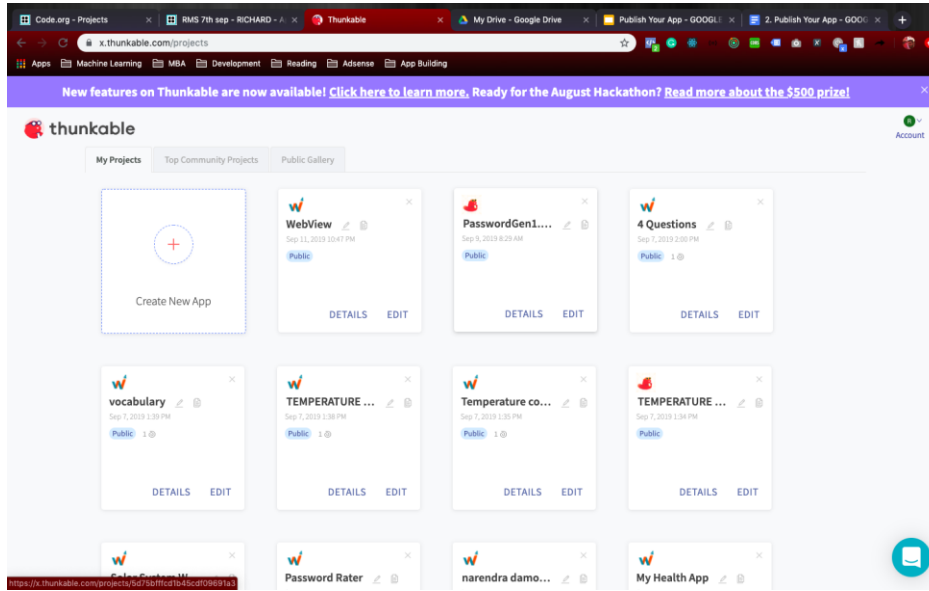 Code.org - Projects
RMS 7th sep - RICHARD - A
Thunkable
My Drive - Google Drive
Publish Your App - GOOGLE
2. Publish Your App - GOOG
x.thunkable.com/projects
Apps
Machine Learning
MBA
Development
Reading
Adsense
App Building
New features on Thunkable are now available! Click here to learn more. Ready for the August Hackathon? Read more about the $500 prize!
thunkable
Account
My Projects
Top Community Projects
Public Gallery
Create New App
WebView
Sep 11, 2019 10:47 PM
Public
DETAILS EDIT
PasswordGen1....
Sep 9, 2019 8:29 AM
Public
DETAILS EDIT
4 Questions
Sep 7, 2019 2:00 PM
Public 1
DETAILS EDIT
vocabulary
Sep 7, 2019 1:39 PM
Public 1
DETAILS EDIT
TEMPERATURE ...
Sep 7, 2019 1:38 PM
Public 1
DETAILS EDIT
Temperature co...
Sep 7, 2019 1:35 PM
Public 1
DETAILS EDIT
TEMPERATURE ...
Sep 7, 2019 1:34 PM
Public
DETAILS EDIT
Password Rater
narendra damo...
My Health App